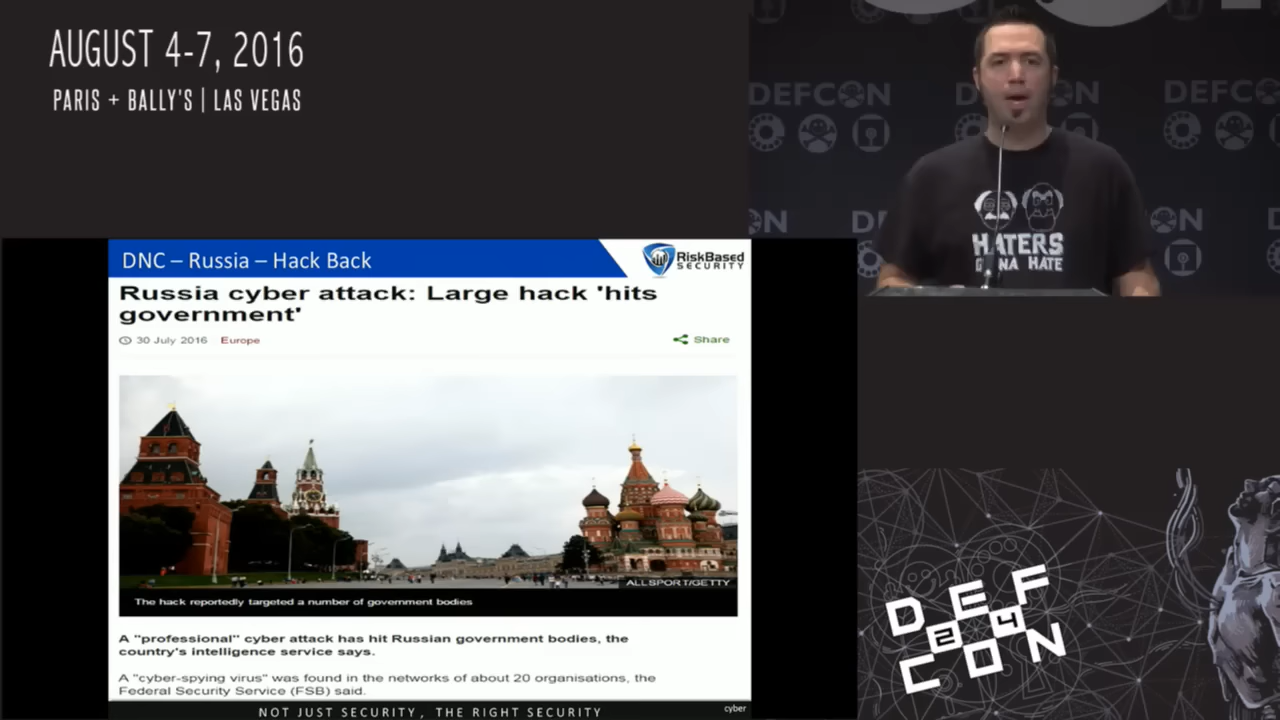 AUGUST 4-7, 2016
PARIS + BALLY'S | LAS VEGAS
DEFCON
DEFCON
HATERS
GONNA HATE
DNC – Russia – Hack Back
RiskBased
SECURITY
Russia cyber attack: Large hack 'hits
government'
30 July 2016 Europe
Share
ALLSPORT/GETTY
The hack reportedly targeted a number of government bodies
A "professional" cyber attack has hit Russian government bodies, the
country's intelligence service says.
A "cyber-spying virus" was found in the networks of about 20 organisations, the
Federal Security Service (FSB) said.
NOT JUST SECURITY, THE RIGHT SECURITY
cyber
DEF
24
CON